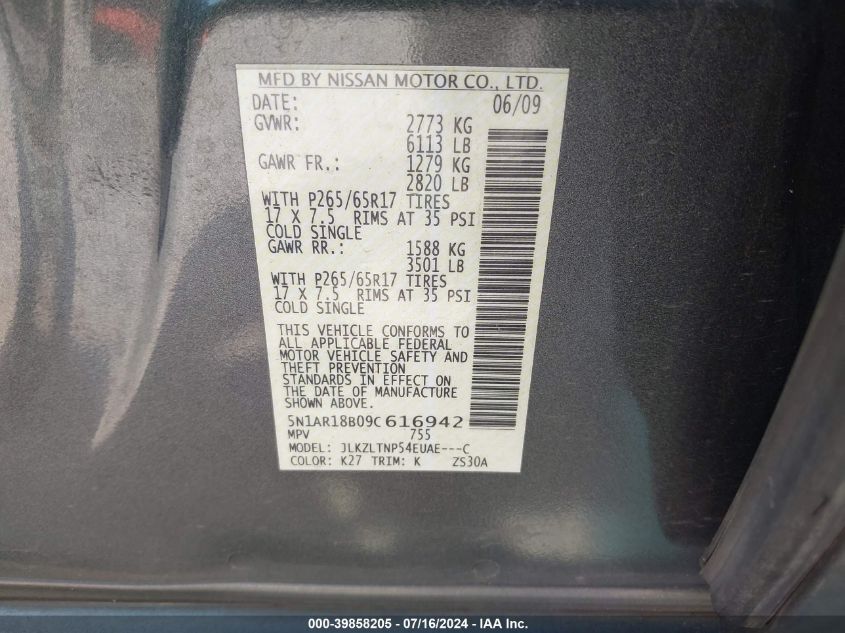 MFD BY NISSAN MOTOR CO., LTD.
DATE: 06/09
GVWR: 2773 KG
6113 LB
GAWR FR.: 1279 KG
2820 LB
WITH P265/65R17 TIRES
17 X 7.5 RIMS AT 35 PSI
COLD SINGLE
GAWR RR.: 1588 KG
3501 LB
WITH P265/65R17 TIRES
17 X 7.5 RIMS AT 35 PSI
COLD SINGLE
THIS VEHICLE CONFORMS TO
ALL APPLICABLE FEDERAL
MOTOR VEHICLE SAFETY AND
THEFT PREVENTION
STANDARDS IN EFFECT ON
THE DATE OF MANUFACTURE
SHOWN ABOVE.
5N1AR18B09C616942
MPV 755
MODEL: JLKZLTNP54EUAE---C
COLOR: K27 TRIM: K ZS30A
000-39858205 - 07/16/2024 - IAA Inc.